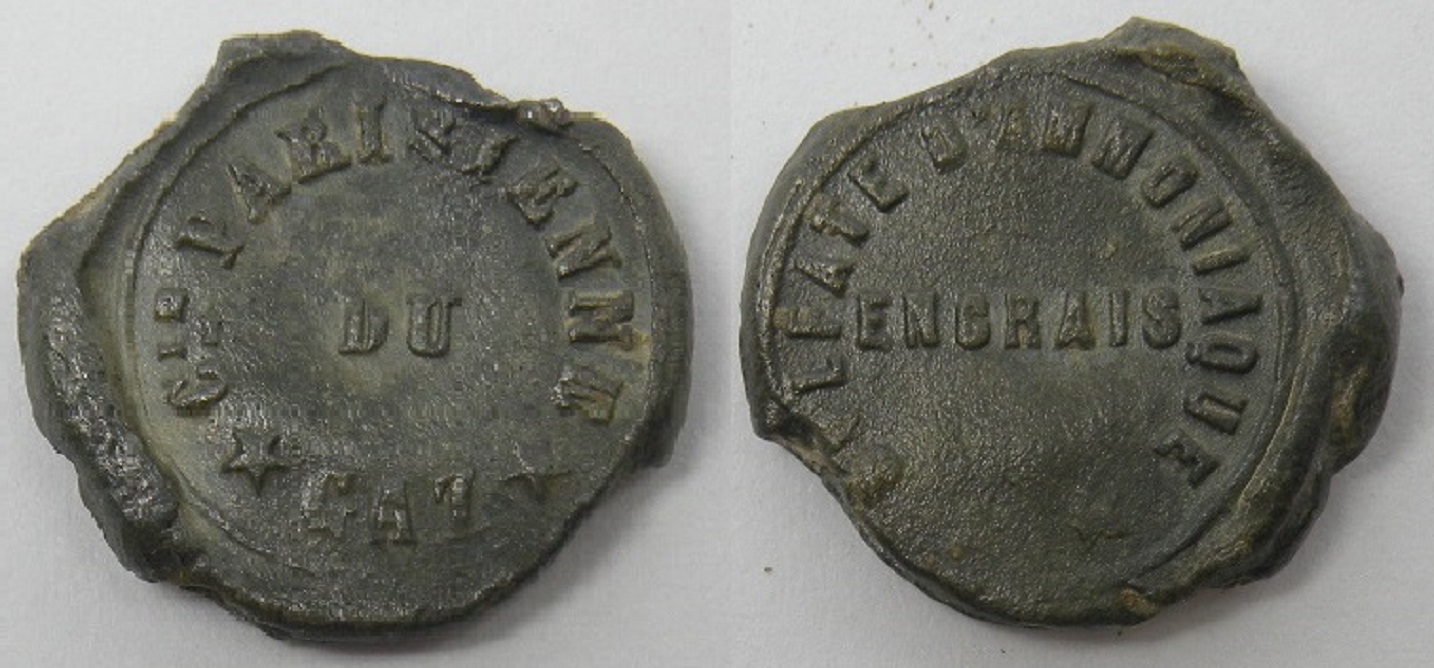 Cie PARISIENNE
DU
GAZ
SULFATE D'AMMONIAQUE
ENGRAIS